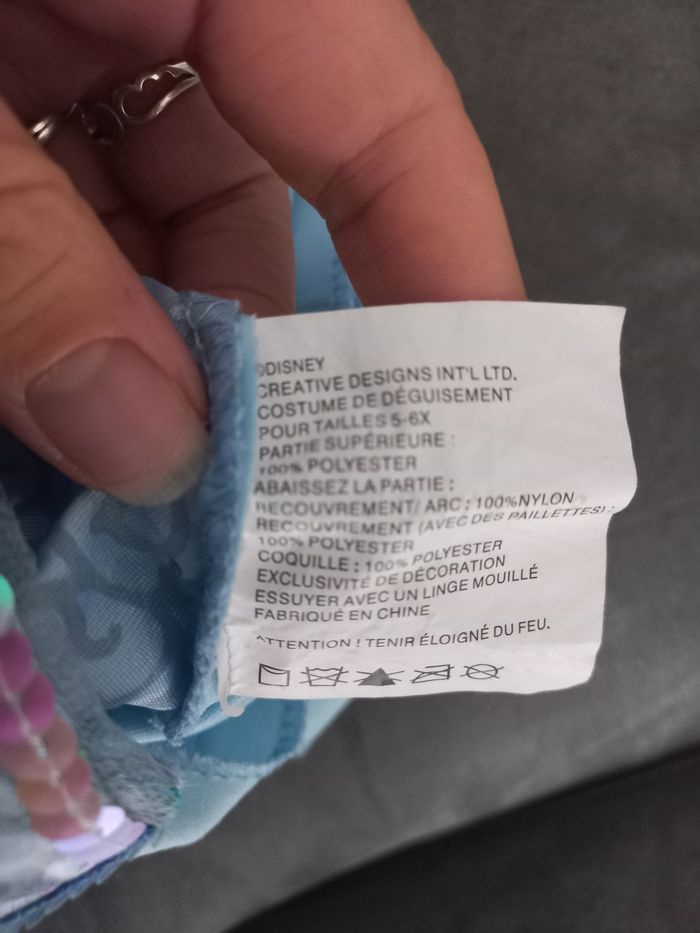 ©DISNEY
CREATIVE DESIGNS INT'L LTD.
COSTUME DE DÉGUISEMENT
POUR TAILLES 5-6X
PARTIE SUPÉRIEURE :
100% POLYESTER
ABAISSEZ LA PARTIE :
RECOUVREMENT/ ARC : 100%NYLON
RECOUVREMENT (AVEC DES PAILLETTES) :
100% POLYESTER
COQUILLE : 100% POLYESTER
EXCLUSIVITÉ DE DÉCORATION
ESSUYER AVEC UN LINGE MOUILLÉ
FABRIQUÉ EN CHINE
ATTENTION ! TENIR ÉLOIGNÉ DU FEU.